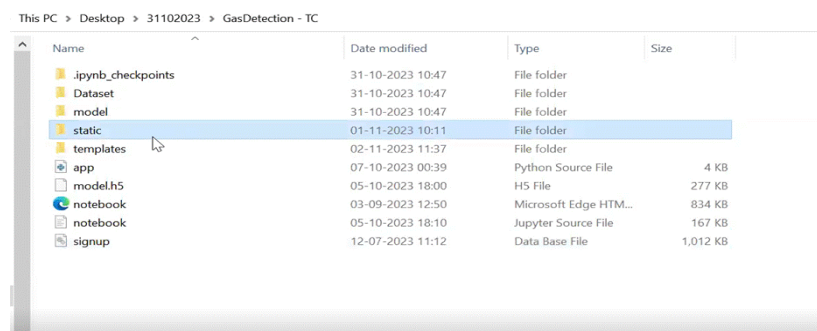 This PC > Desktop > 31102023 > GasDetection - TC
Name Date modified Type Size
.ipynb_checkpoints 31-10-2023 10:47 File folder
Dataset 31-10-2023 10:47 File folder
model 31-10-2023 10:47 File folder
static 01-11-2023 10:11 File folder
templates 02-11-2023 11:37 File folder
app 07-10-2023 00:39 Python Source File 4 KB
model.h5 05-10-2023 18:00 H5 File 277 KB
notebook 03-09-2023 12:50 Microsoft Edge HTM... 834 KB
notebook 05-10-2023 18:10 Jupyter Source File 167 KB
signup 12-07-2023 11:12 Data Base File 1,012 KB